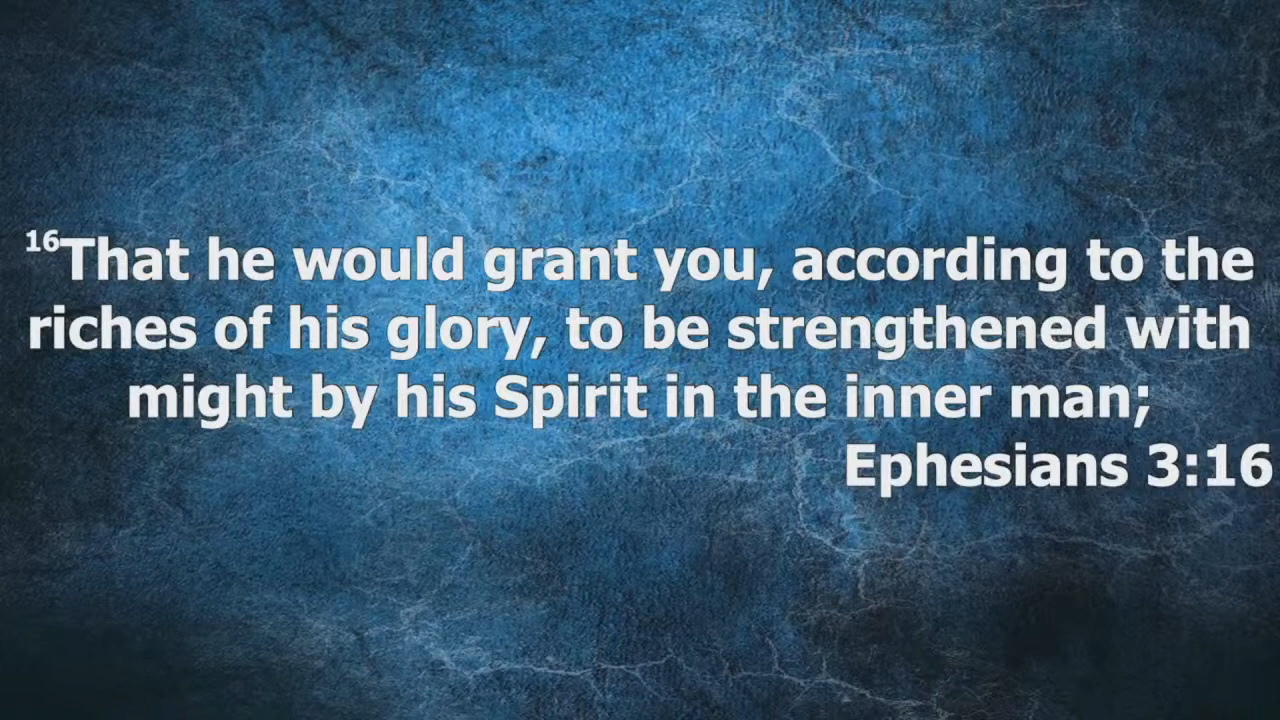 16That he would grant you, according to the
riches of his glory, to be strengthened with
might by his Spirit in the inner man;
Ephesians 3:16